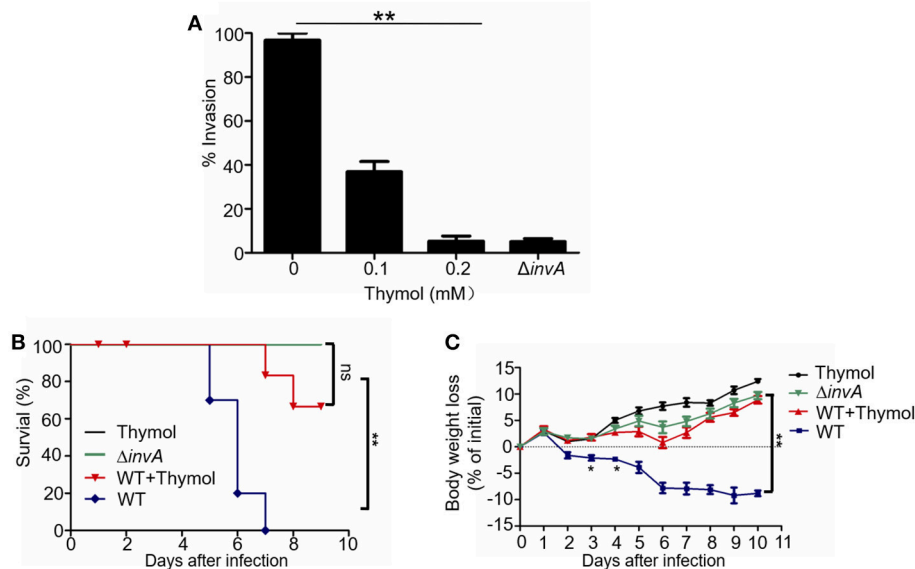 A
**
100
80
60
40
20
0
% Invasion
0
0.1
0.2
ΔinvA
Thymol (mM）
B
100
80
60
40
20
0
Survial (%)
Thymol
ΔinvA
WT+Thymol
WT
ns
**
0
2
4
6
8
10
Days after infection
C
15
10
5
0
-5
-10
-15
Body weight loss
(% of initial)
*
*
**
Thymol
ΔinvA
WT+Thymol
WT
0 1 2 3 4 5 6 7 8 9 10 11
Days after infection